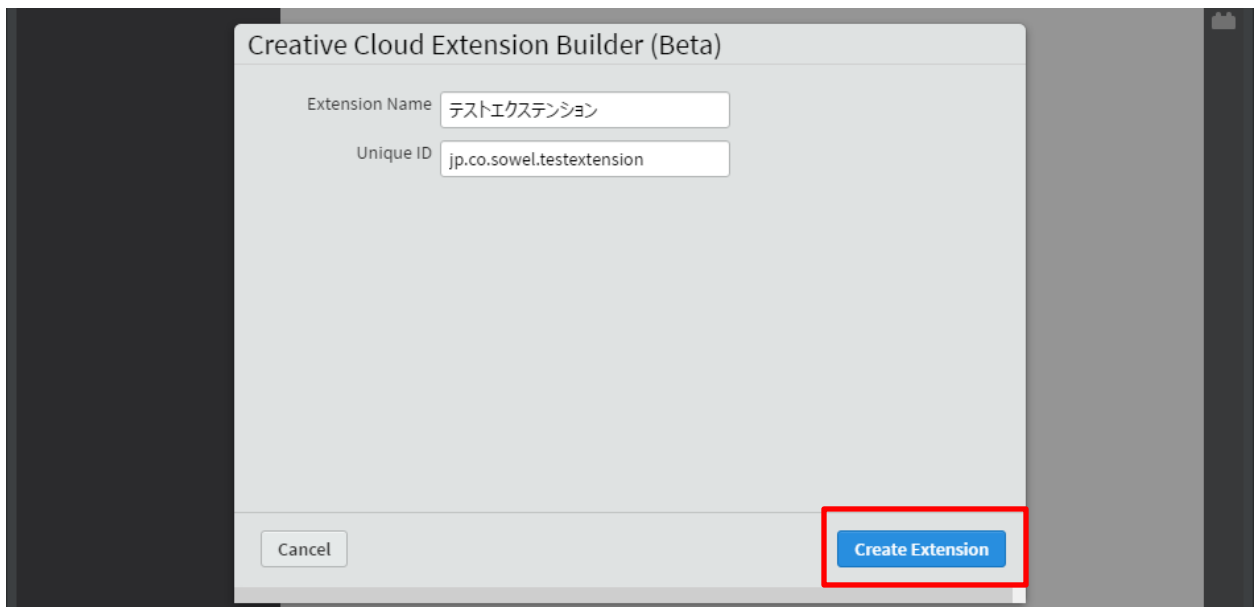 Creative Cloud Extension Builder (Beta)
Extension Name テストエクステンション
Unique ID jp.co.sowel.testextension
Cancel Create Extension